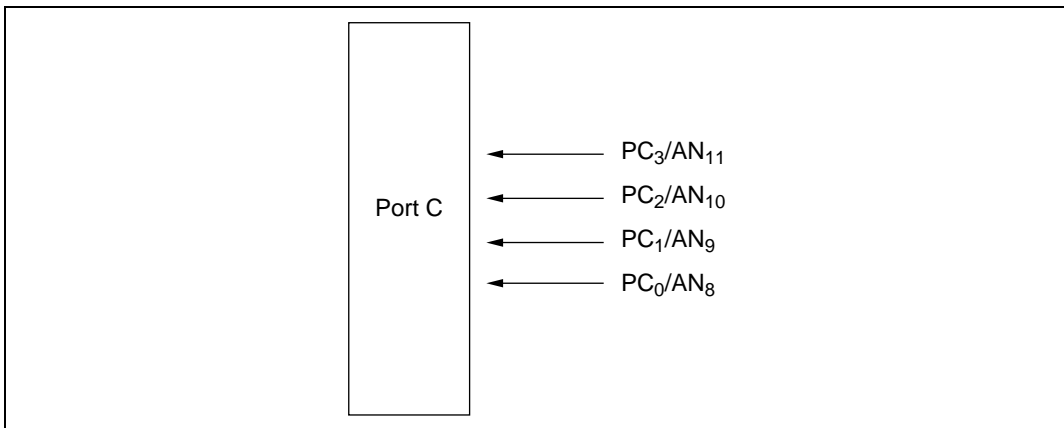 PC₃/AN₁₁
PC₂/AN₁₀
Port C
PC₁/AN₉
PC₀/AN₈